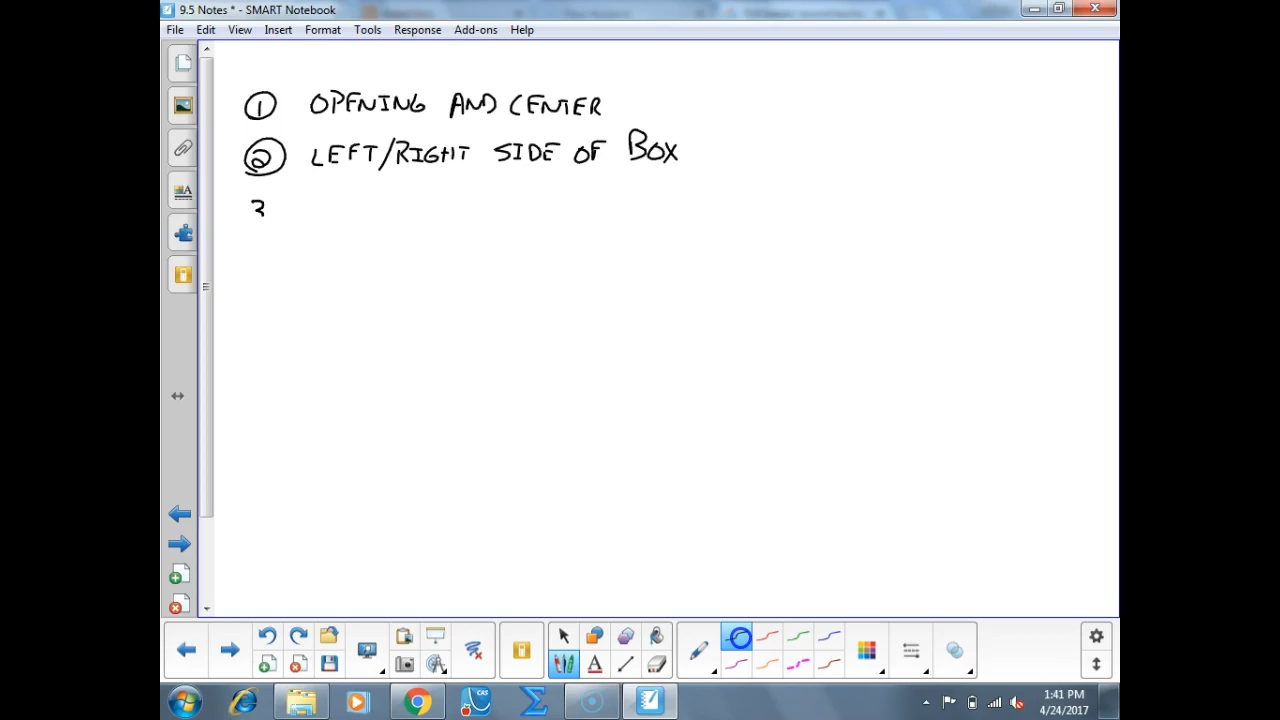 9.5 Notes * - SMART Notebook
File Edit View Insert Format Tools Response Add-ons Help
① OPENING AND CENTER
② LEFT/RIGHT SIDE OF BOX
3
1:41 PM
4/24/2017